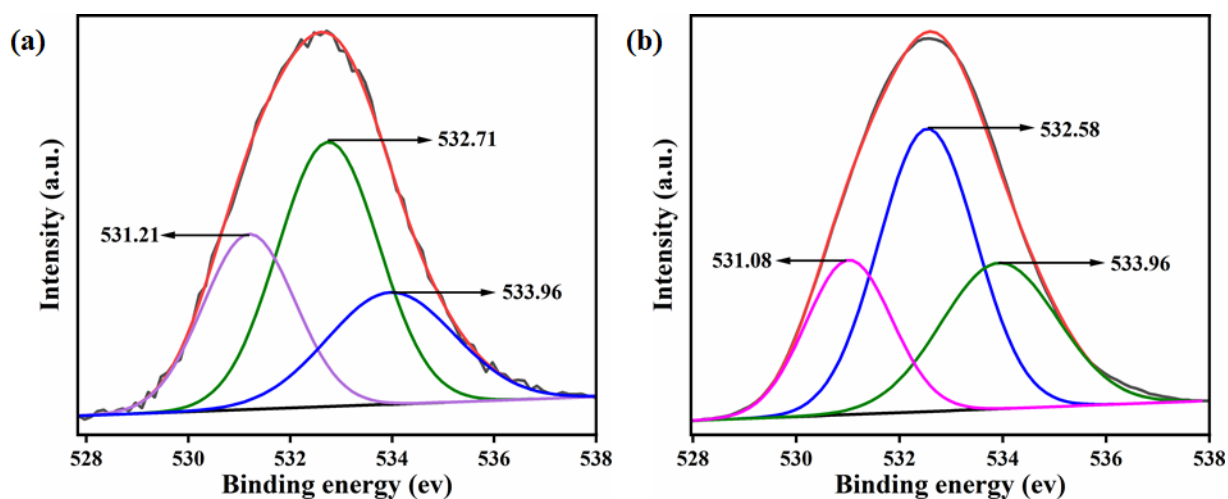 (a)
Intensity (a.u.)
532.71
531.21
533.96
528 530 532 534 536 538
Binding energy (ev)
(b)
Intensity (a.u.)
532.58
531.08
533.96
528 530 532 534 536 538
Binding energy (ev)